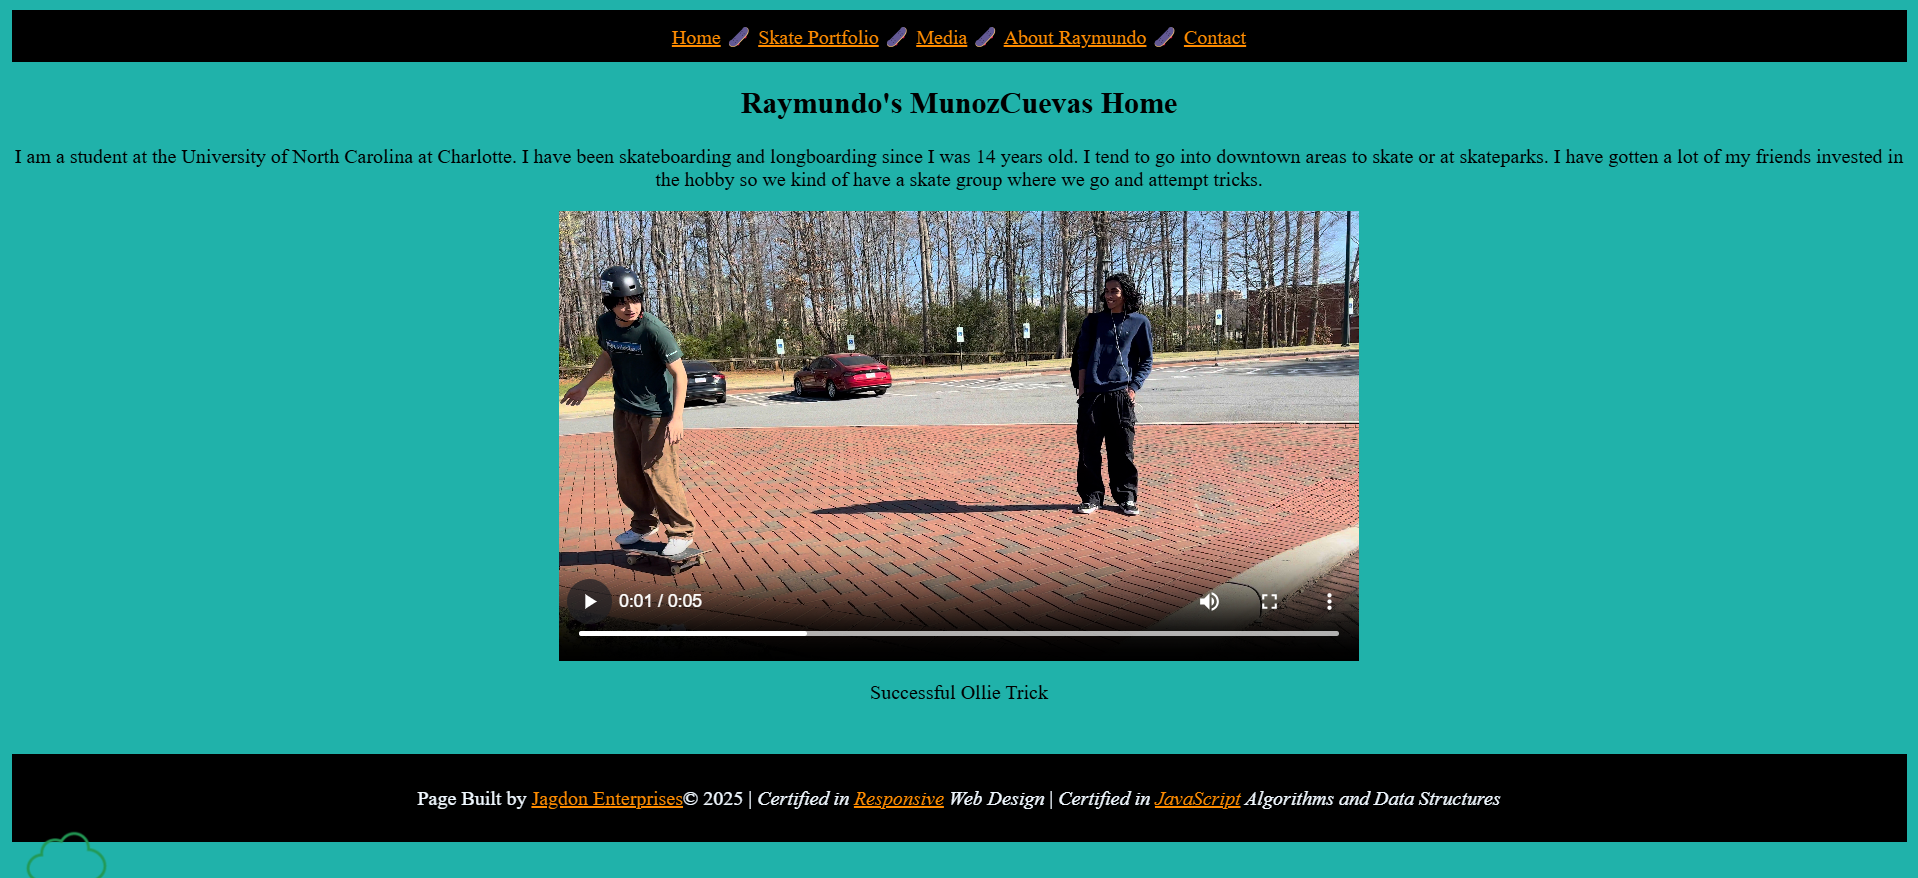 Home Skate Portfolio Media About Raymundo Contact
Raymundo's MunozCuevas Home
I am a student at the University of North Carolina at Charlotte. I have been skateboarding and longboarding since I was 14 years old. I tend to go into downtown areas to skate or at skateparks. I have gotten a lot of my friends invested in
the hobby so we kind of have a skate group where we go and attempt tricks.
0:01 / 0:05
Successful Ollie Trick
Page Built by Jagdon Enterprises© 2025 | Certified in Responsive Web Design | Certified in JavaScript Algorithms and Data Structures